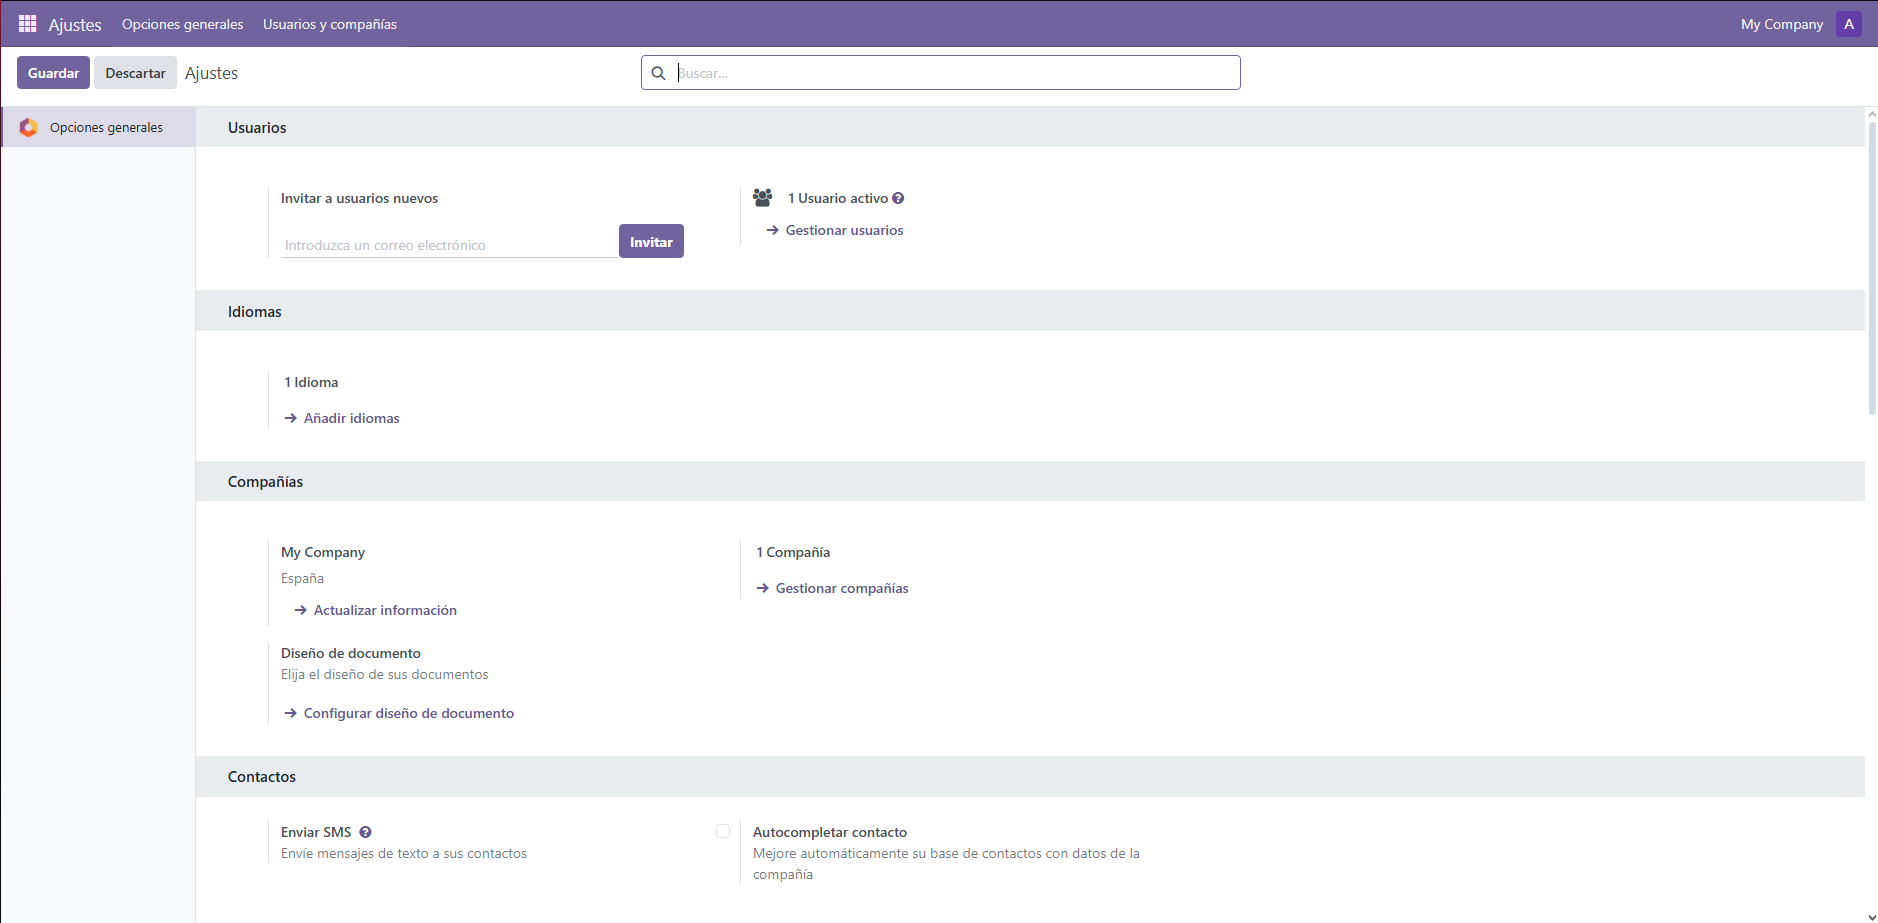 Ajustes Opciones generales Usuarios y compañías My Company A
Guardar Descartar Ajustes Buscar...
Opciones generales
Usuarios
Invitar a usuarios nuevos
Introduzca un correo electrónico Invitar
1 Usuario activo ?
Gestionar usuarios
Idiomas
1 Idioma
Añadir idiomas
Compañías
My Company
España
Actualizar información
1 Compañía
Gestionar compañías
Diseño de documento
Elija el diseño de sus documentos
Configurar diseño de documento
Contactos
Enviar SMS ?
Envíe mensajes de texto a sus contactos
Autocompletar contacto
Mejore automáticamente su base de contactos con datos de la
compañía